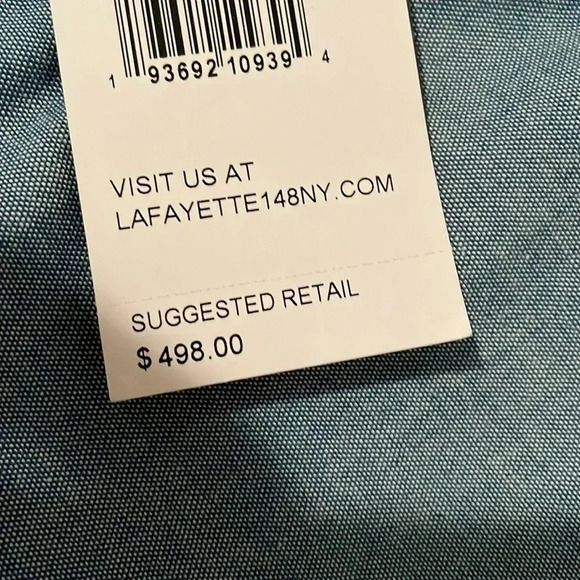 1 93692 10939 4
VISIT US AT
LAFAYETTE148NY.COM
SUGGESTED RETAIL
$ 498.00